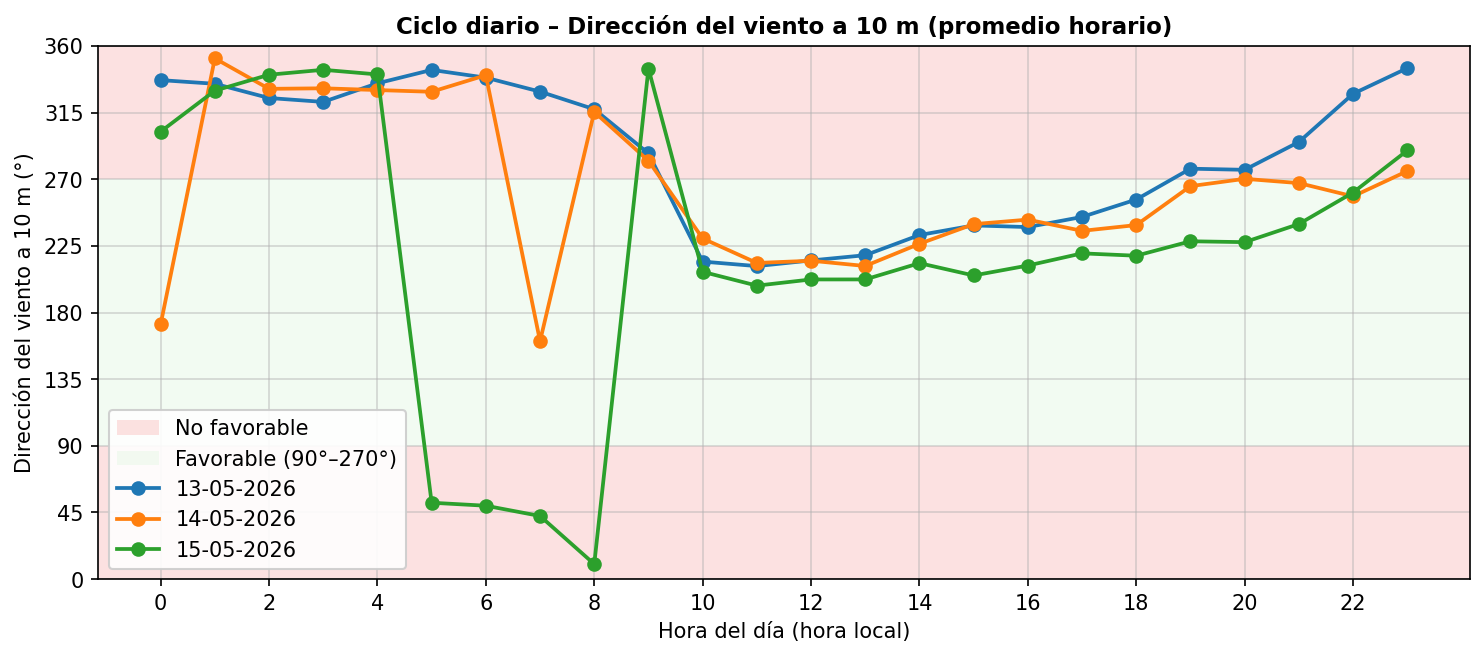 Ciclo diario – Dirección del viento a 10 m (promedio horario)
Dirección del viento a 10 m (°)
360
315
270
225
180
135
90
45
0
No favorable
Favorable (90°–270°)
13-05-2026
14-05-2026
15-05-2026
0 2 4 6 8 10 12 14 16 18 20 22
Hora del día (hora local)